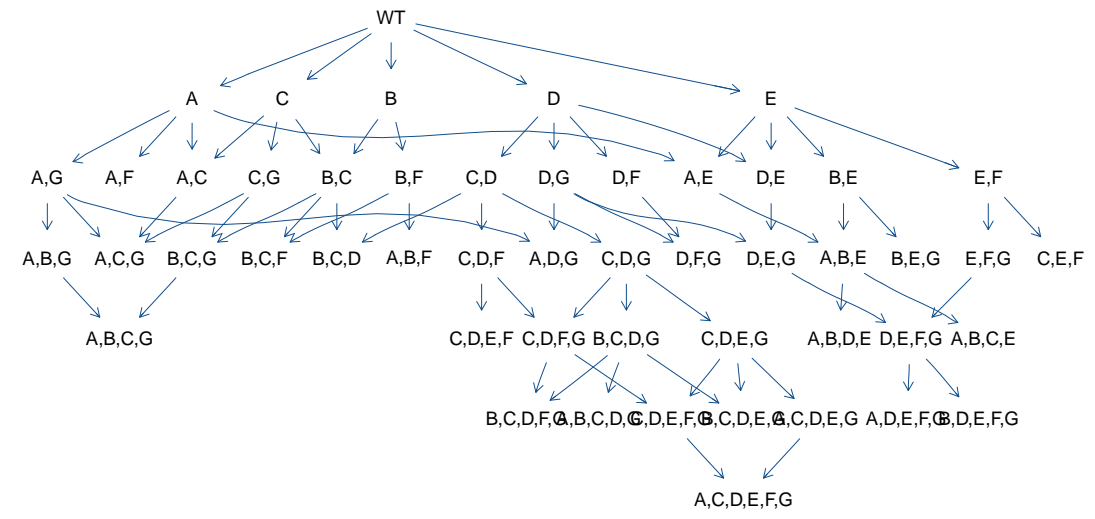 WT
A C B D E
A,G A,F A,C C,G B,C B,F C,D D,G D,F A,E D,E B,E E,F
A,B,G A,C,G B,C,G B,C,F B,C,D A,B,F C,D,F A,D,G C,D,G D,F,G D,E,G A,B,E B,E,G E,F,G C,E,F
A,B,C,G C,D,E,F C,D,F,G B,C,D,G C,D,E,G A,B,D,E D,E,F,G A,B,C,E
B,C,D,F,G A,B,C,D,G C,D,E,F,G B,C,D,E,G A,C,D,E,G A,D,E,F,G B,D,E,F,G
A,C,D,E,F,G